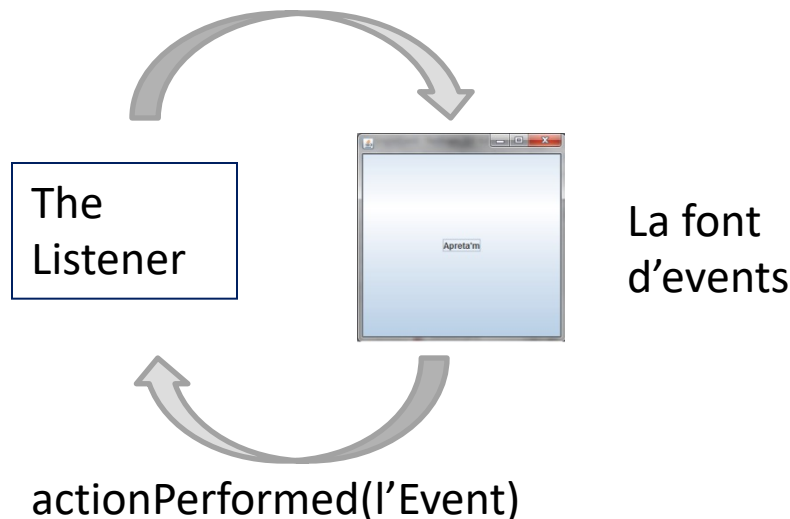 The
Listener
Apreta'm
La font
d'events
actionPerformed(l'Event)